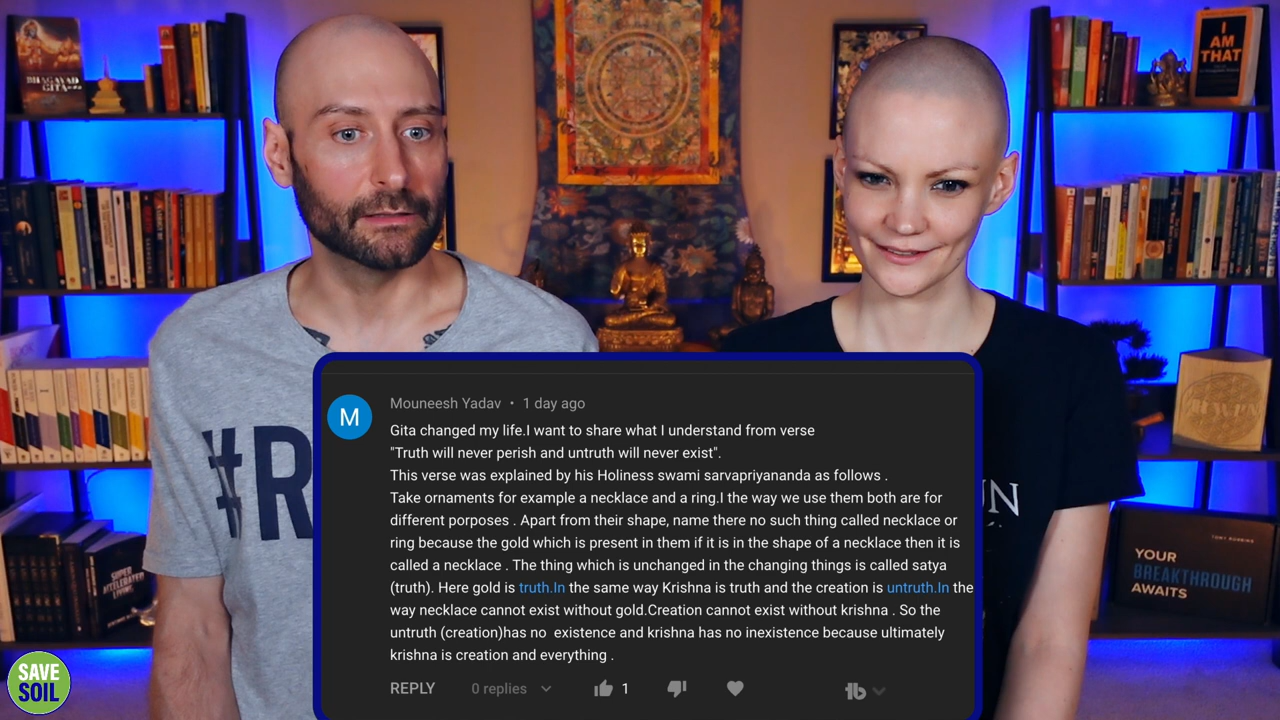 BHAGAVAD
GITA
I
AM
THAT
#R
UN
M
Mouneesh Yadav • 1 day ago
Gita changed my life.I want to share what I understand from verse
"Truth will never perish and untruth will never exist".
This verse was explained by his Holiness swami sarvapriyananda as follows .
Take ornaments for example a necklace and a ring.I the way we use them both are for
different porposes . Apart from their shape, name there no such thing called necklace or
ring because the gold which is present in them if it is in the shape of a necklace then it is
called a necklace . The thing which is unchanged in the changing things is called satya
(truth). Here gold is truth.In the same way Krishna is truth and the creation is untruth.In the
way necklace cannot exist without gold.Creation cannot exist without krishna . So the
untruth (creation)has no existence and krishna has no inexistence because ultimately
krishna is creation and everything .
REPLY 0 replies 1
tb
TONY ROBBINS
YOUR
BREAKTHROUGH
AWAITS
SUPER
ACCELERATED
LIVING
SAVE
SOIL